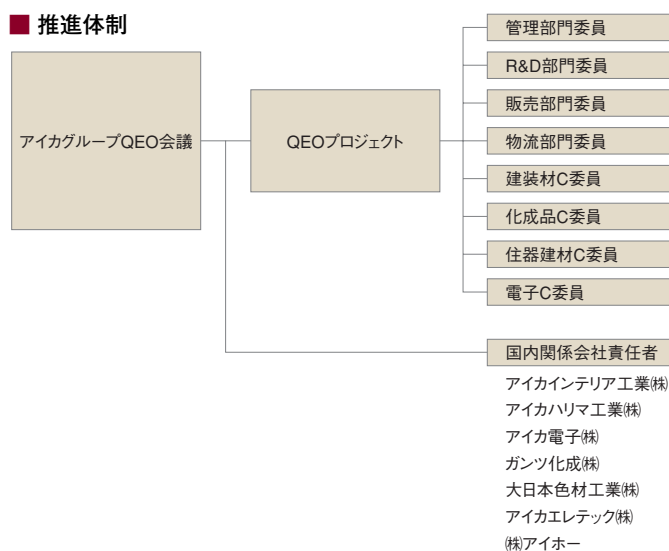 ■ 推進体制
アイカグループQEO会議
QEOプロジェクト
管理部門委員
R&D部門委員
販売部門委員
物流部門委員
建装材C委員
化成品C委員
住器建材C委員
電子C委員
国内関係会社責任者
アイカインテリア工業㈱
アイカハリマ工業㈱
アイカ電子㈱
ガンツ化成㈱
大日本色材工業㈱
アイカエレテック㈱
㈱アイホー